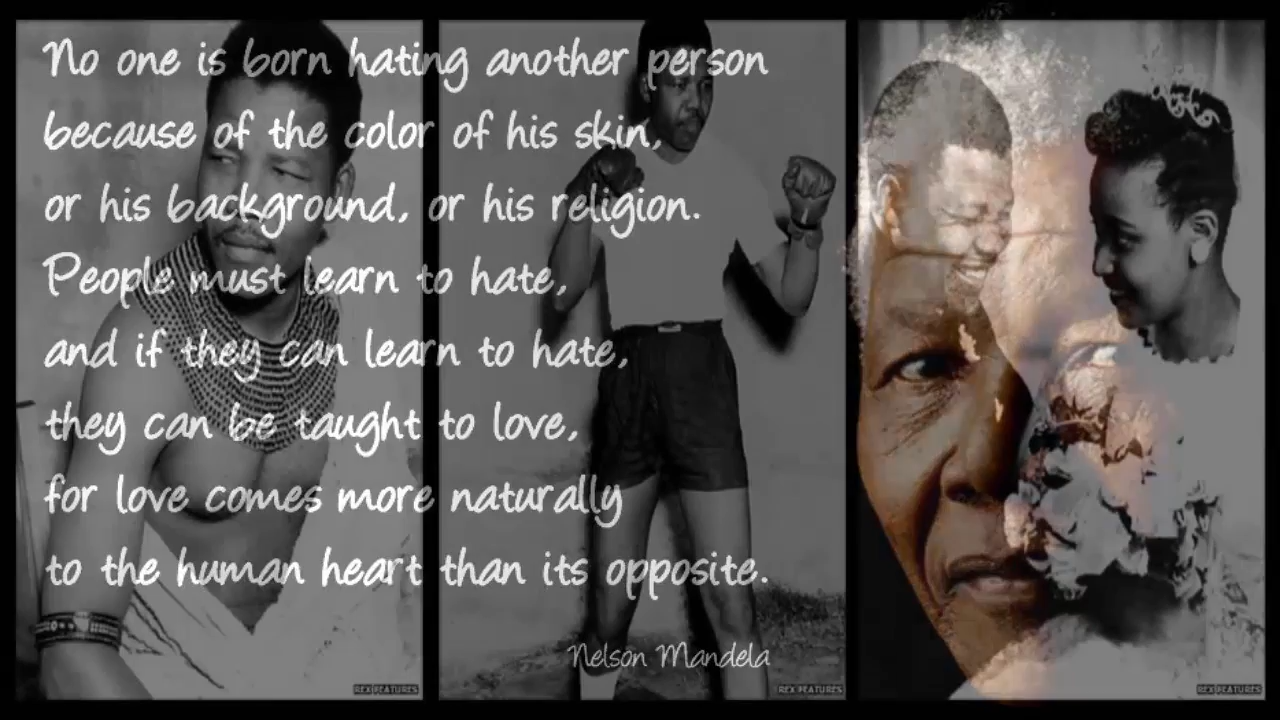 No one is born hating another person
because of the color of his skin,
or his background, or his religion.
People must learn to hate,
and if they can learn to hate,
they can be taught to love,
for love comes more naturally
to the human heart than its opposite.
Nelson Mandela
REX FEATURES
REX FEATURES
REX FEATURES